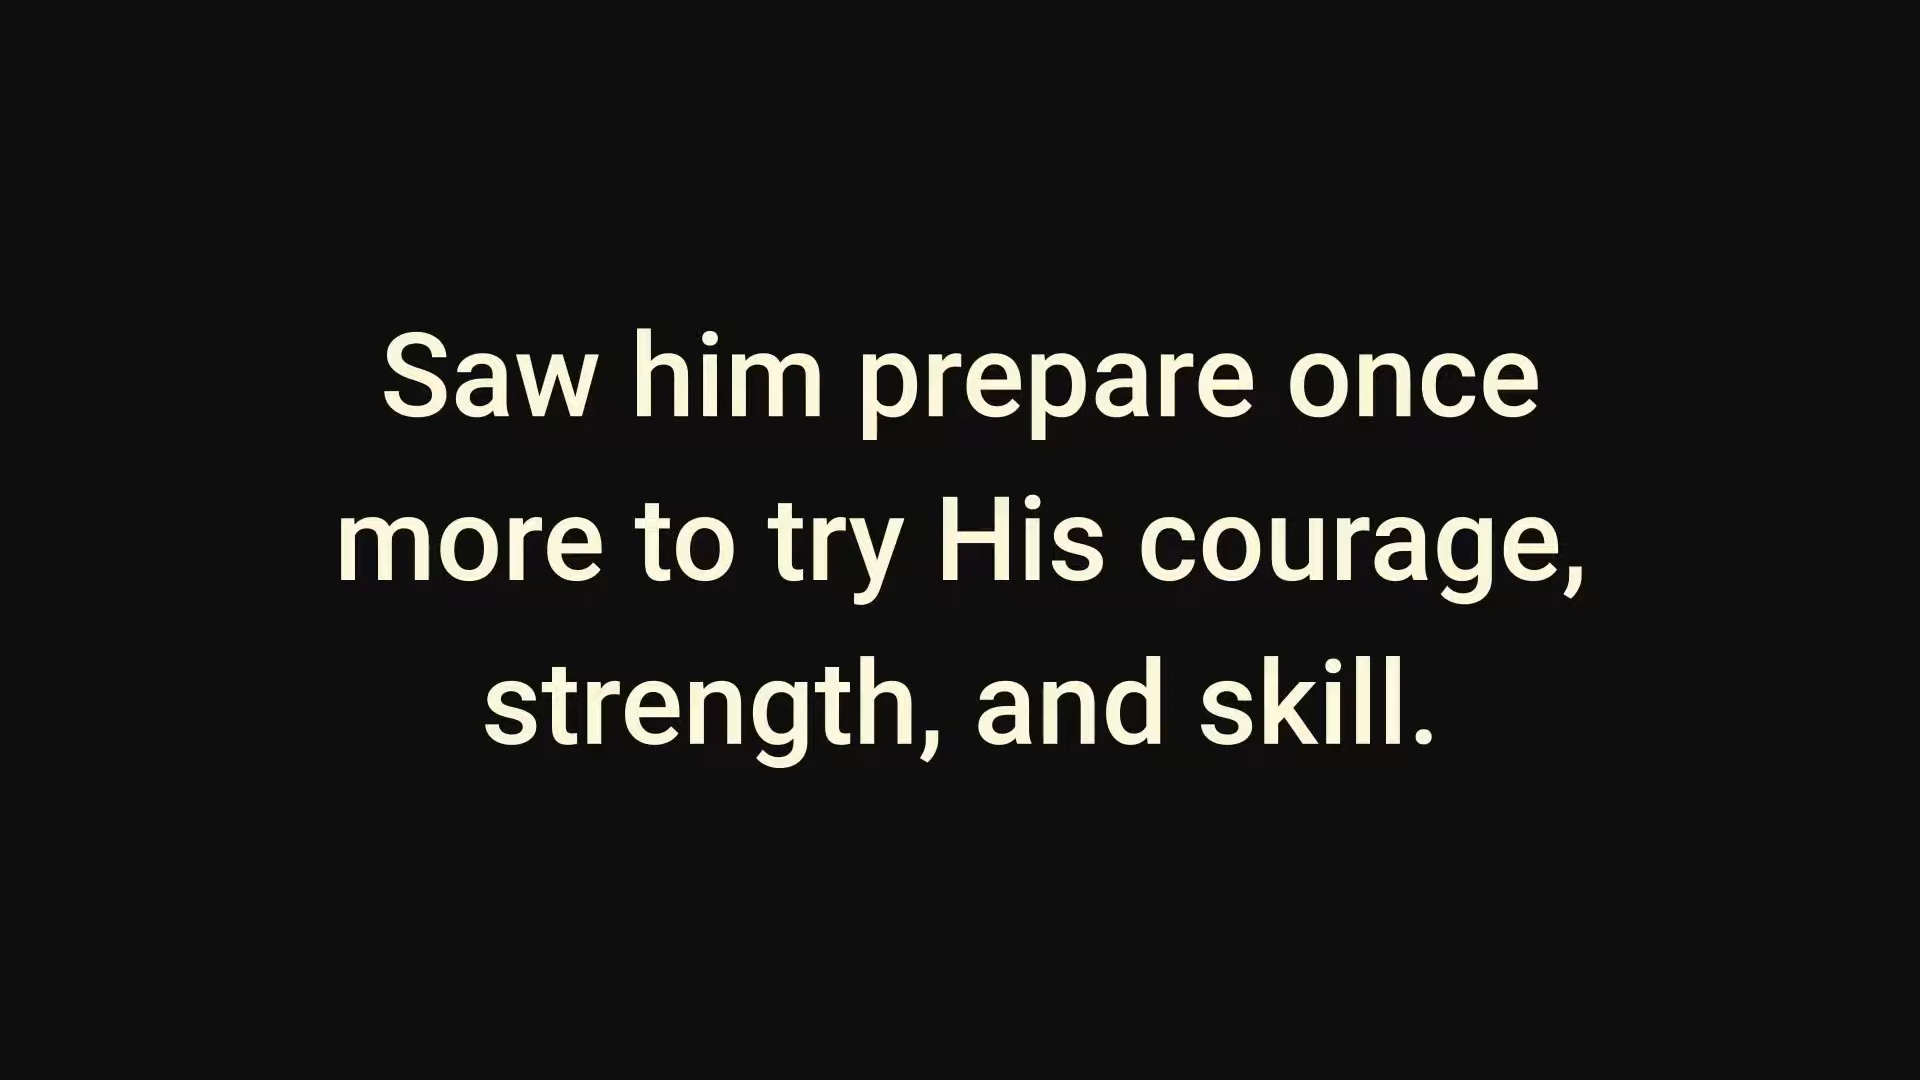 Saw him prepare once
more to try His courage,
strength, and skill.